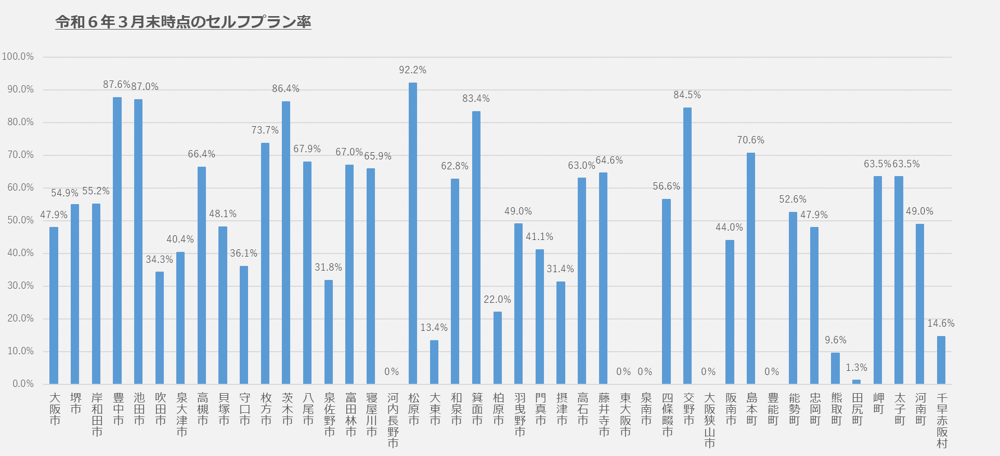 令和６年３月末時点のセルフプラン率
100.0%
90.0%
80.0%
70.0%
60.0%
50.0%
40.0%
30.0%
20.0%
10.0%
0.0%
47.9%
54.9%
55.2%
87.6%
87.0%
34.3%
40.4%
66.4%
48.1%
36.1%
73.7%
86.4%
67.9%
31.8%
67.0%
65.9%
0%
92.2%
13.4%
62.8%
83.4%
22.0%
49.0%
41.1%
31.4%
63.0%
64.6%
0%
0%
56.6%
84.5%
0%
44.0%
70.6%
0%
52.6%
47.9%
9.6%
1.3%
63.5%
63.5%
49.0%
14.6%
大阪市
堺市
岸和田市
豊中市
池田市
吹田市
泉大津市
高槻市
貝塚市
守口市
枚方市
茨木市
八尾市
泉佐野市
富田林市
寝屋川市
河内長野市
松原市
大東市
和泉市
箕面市
柏原市
羽曳野市
門真市
摂津市
高石市
藤井寺市
東大阪市
泉南市
四條畷市
交野市
大阪狭山市
阪南市
島本町
豊能町
能勢町
忠岡町
熊取町
田尻町
岬町
太子町
河南町
千早赤阪村